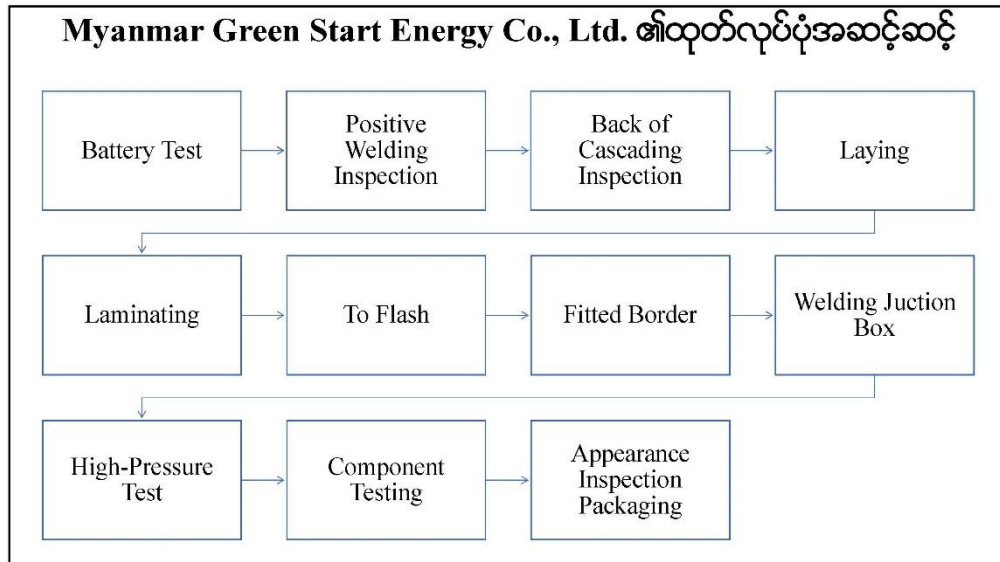 Myanmar Green Start Energy Co., Ltd. ၏ထုတ်လုပ်ပုံအဆင့်ဆင့်
Battery Test
Positive
Welding
Inspection
Back of
Cascading
Inspection
Laying
Laminating
To Flash
Fitted Border
Welding Juction
Box
High-Pressure
Test
Component
Testing
Appearance
Inspection
Packaging